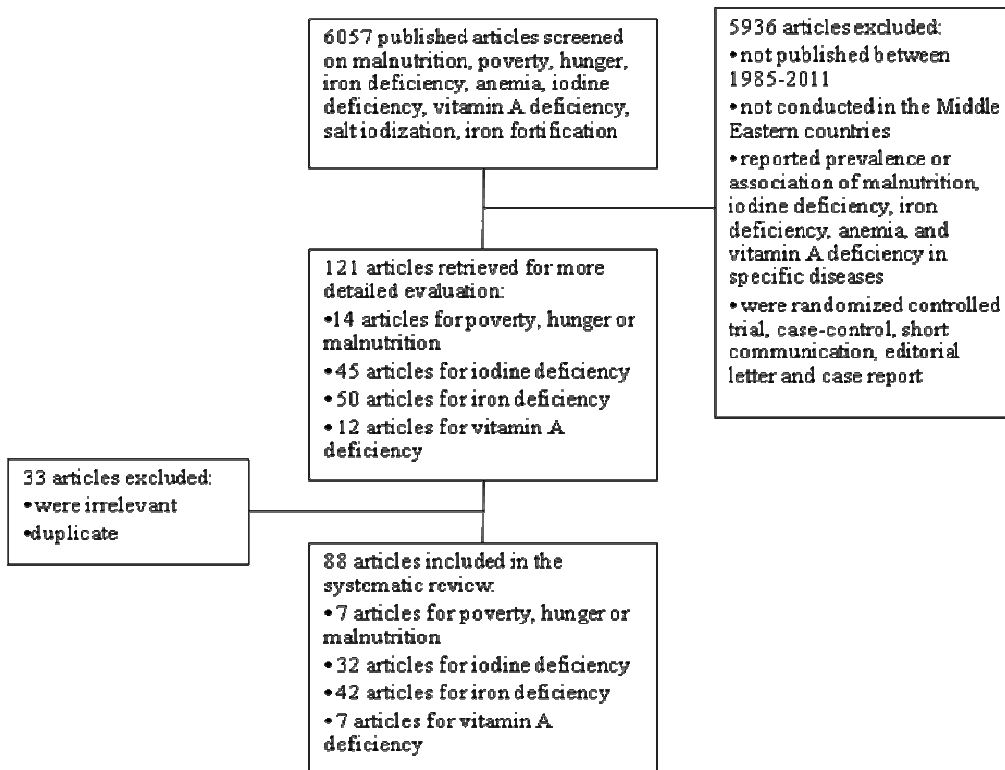 6057 published articles screened
on malnutrition, poverty, hunger,
iron deficiency, anemia, iodine
deficiency, vitamin A deficiency,
salt iodization, iron fortification
5936 articles excluded:
•not published between
1985-2011
•not conducted in the Middle
Eastern countries
•reported prevalence or
association of malnutrition,
iodine deficiency, iron
deficiency, anemia, and
vitamin A deficiency in
specific diseases
•were randomized controlled
trial, case-control, short
communication, editorial
letter and case report
121 articles retrieved for more
detailed evaluation:
•14 articles for poverty, hunger or
malnutrition
•45 articles for iodine deficiency
•50 articles for iron deficiency
•12 articles for vitamin A
deficiency
33 articles excluded:
•were irrelevant
•duplicate
88 articles included in the
systematic review:
•7 articles for poverty, hunger or
malnutrition
•32 articles for iodine deficiency
•42 articles for iron deficiency
•7 articles for vitamin A
deficiency